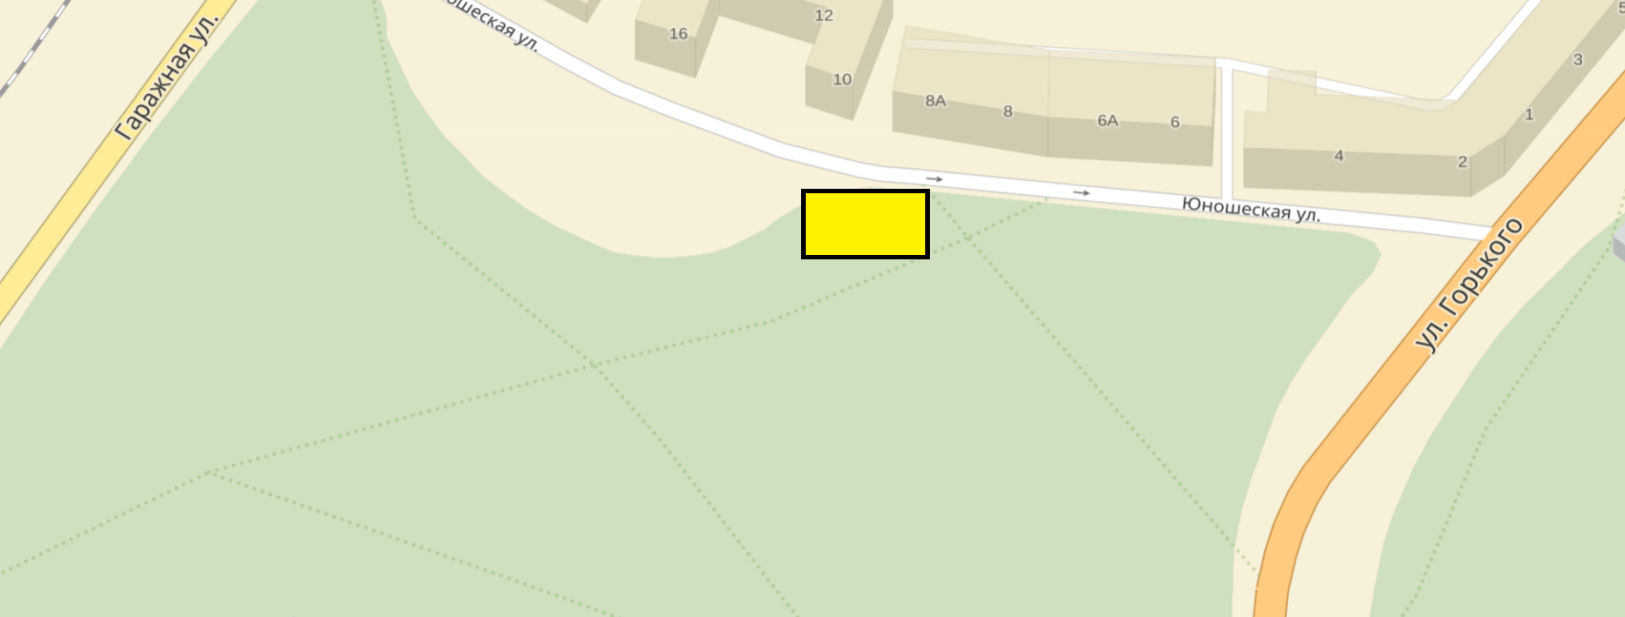 Гаражная ул.
ошеская ул.
16
12
10
8А
8
6А
6
4
2
1
3
5
Юношеская ул.
ул. Горького